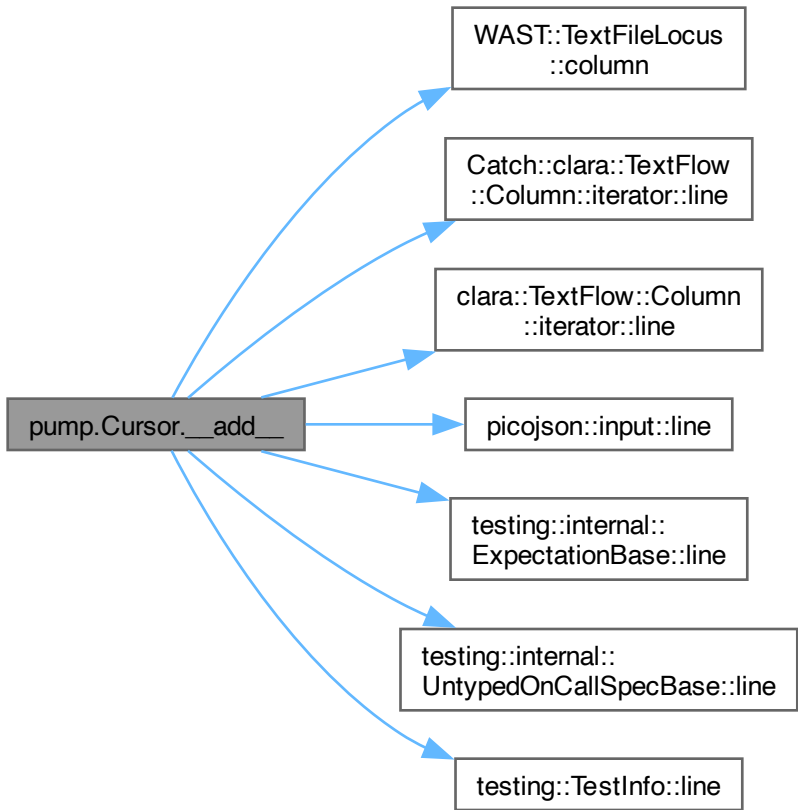 WAST::TextFileLocus
::column
Catch::clara::TextFlow
::Column::iterator::line
clara::TextFlow::Column
::iterator::line
pump.Cursor.__add__
picojson::input::line
testing::internal::
ExpectationBase::line
testing::internal::
UntypedOnCallSpecBase::line
testing::TestInfo::line